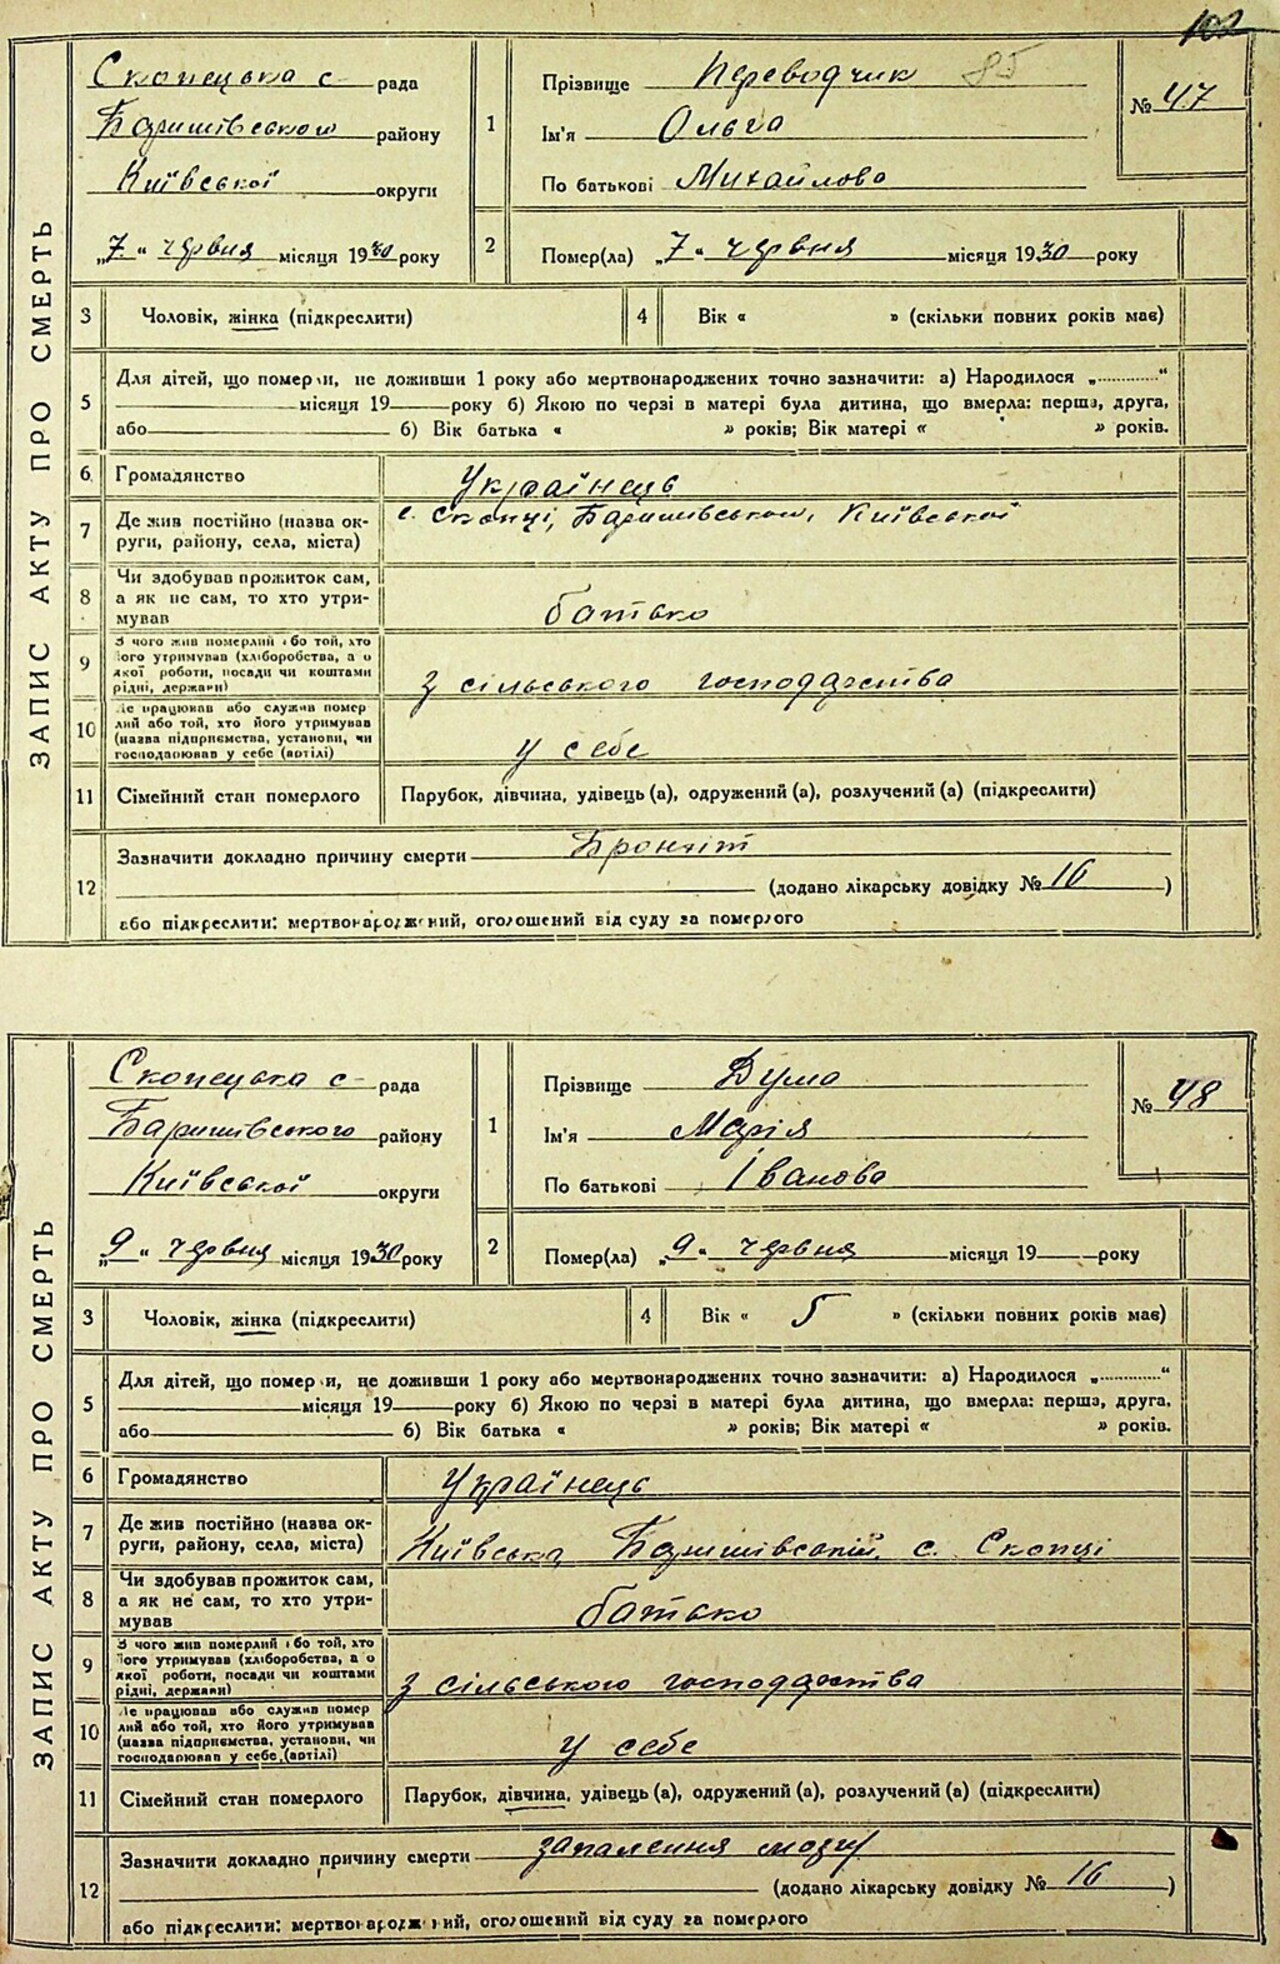 102
85
ЗАПИС АКТУ ПРО СМЕРТЬ
Скопецька с- рада
Баришівського району
Київської округи
„7“ червня місяця 1930 року
1
Прізвище Переводчик
Ім'я Ольга
По батькові Михайлова
№ 47
2 Помер(ла) „7“ червня місяця 1930 року
3 Чоловік, жінка (підкреслити)
4 Вік « » (скільки повних років має)
5 Для дітей, що померли, не доживши 1 року або мертвонароджених точно зазначити: а) Народилося „............“
місяця 19 року б) Якою по черзі в матері була дитина, що вмерла: перша, друга,
або б) Вік батька « » років; Вік матері « » років.
6 Громадянство Українець
7 Де жив постійно (назва ок-
руги, району, села, міста)
с. Скопці, Баришівськом, Київської
8 Чи здобував прожиток сам,
а як не сам, то хто утри-
мував
батько
9 З чого жив померлий або той, хто
його утримував (хліборобства, а о
якої роботи, посади чи коштами
рідні, держави)
з сільського господарства
10 Де працював або служив помер
лий або той, хто його утримував
(назва підприємства, установи, чи
господарював у себе (артілі)
у себе
11 Сімейний стан померлого Парубок, дівчина, удівець (а), одружений (а), розлучений (а) (підкреслити)
12 Зазначити докладно причину смерти Бронхіт
(додано лікарську довідку № 16 )
або підкреслити: мертвонароджений, оголошений від суду за померлого
ЗАПИС АКТУ ПРО СМЕРТЬ
Скопецька с- рада
Баришівського району
Київської округи
„9“ червня місяця 1930 року
1
Прізвище Дума
Ім'я Марія
По батькові Іванова
№ 48
2 Помер(ла) „9“ червня місяця 19 року
3 Чоловік, жінка (підкреслити)
4 Вік « 5 » (скільки повних років має)
5 Для дітей, що померли, не доживши 1 року або мертвонароджених точно зазначити: а) Народилося „............“
місяця 19 року б) Якою по черзі в матері була дитина, що вмерла: перша, друга,
або б) Вік батька « » років; Вік матері « » років.
6 Громадянство Українець
7 Де жив постійно (назва ок-
руги, району, села, міста)
Київська, Баришівський, с. Скопці
8 Чи здобував прожиток сам,
а як не сам, то хто утри-
мував
батько
9 З чого жив померлий або той, хто
його утримував (хліборобства, а о
якої роботи, посади чи коштами
рідні, держави)
з сільського господарства
10 Де працював або служив помер
лий або той, хто його утримував
(назва підприємства, установи, чи
господарював у себе (артілі)
у себе
11 Сімейний стан померлого Парубок, дівчина, удівець (а), одружений (а), розлучений (а) (підкреслити)
12 Зазначити докладно причину смерти запалення мозгу
(додано лікарську довідку № 16 )
або підкреслити: мертвонароджений, оголошений від суду за померлого